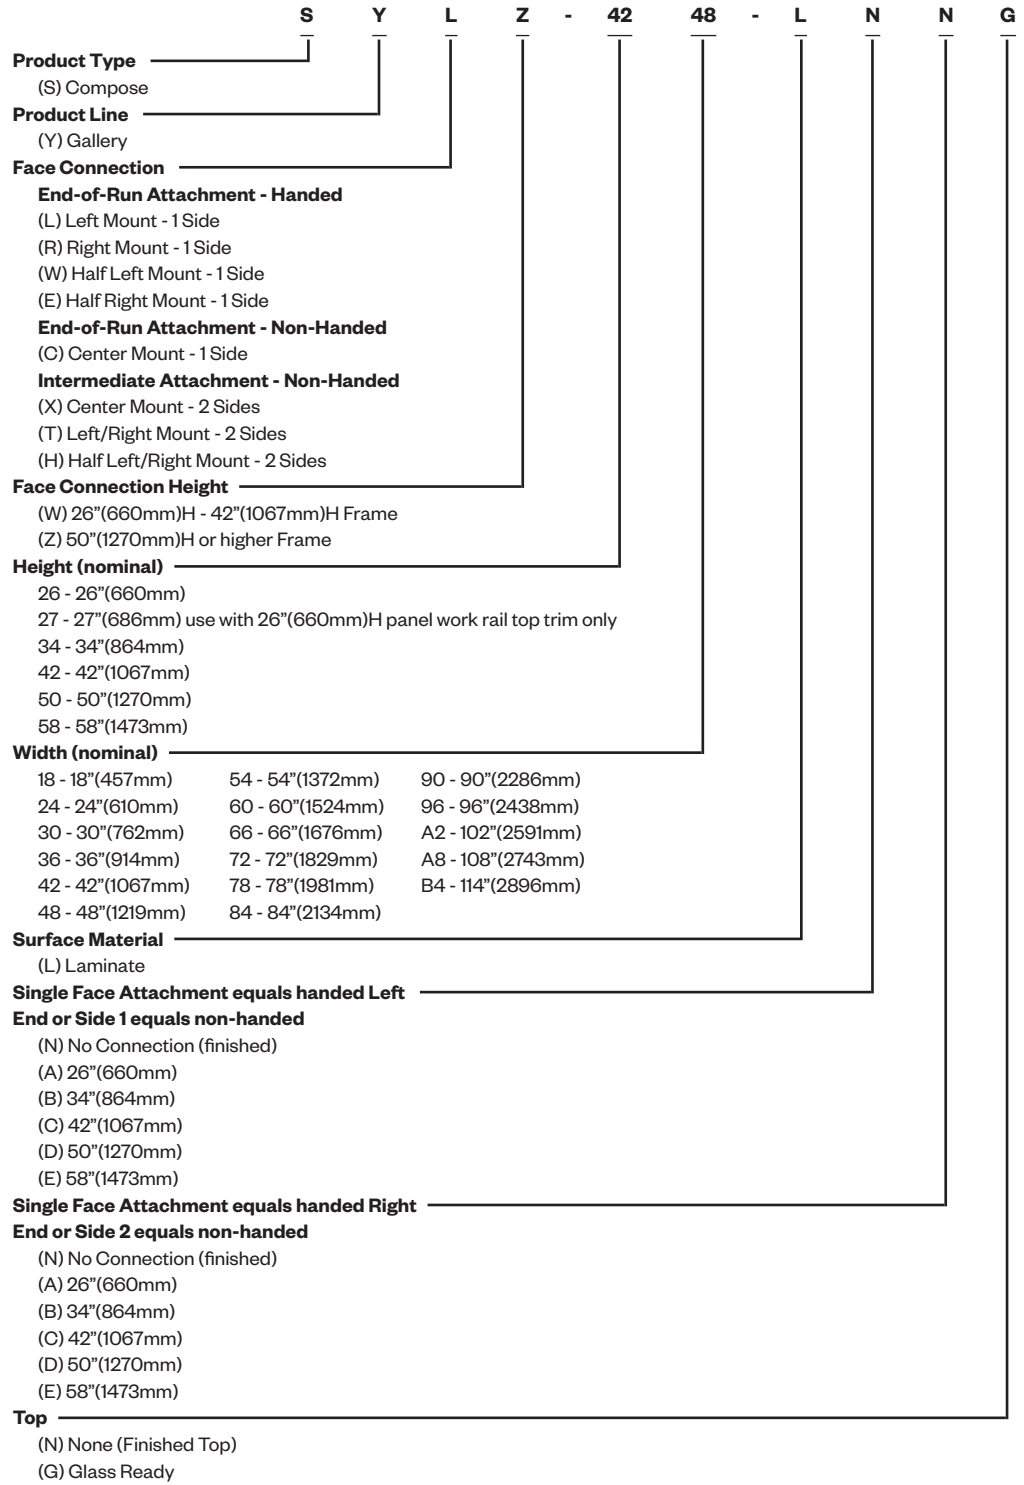 S Y L Z - 42 48 - L N N G
Product Type
(S) Compose
Product Line
(Y) Gallery
Face Connection
End-of-Run Attachment - Handed
(L) Left Mount - 1 Side
(R) Right Mount - 1 Side
(W) Half Left Mount - 1 Side
(E) Half Right Mount - 1 Side
End-of-Run Attachment - Non-Handed
(C) Center Mount - 1 Side
Intermediate Attachment - Non-Handed
(X) Center Mount - 2 Sides
(T) Left/Right Mount - 2 Sides
(H) Half Left/Right Mount - 2 Sides
Face Connection Height
(W) 26”(660mm)H - 42”(1067mm)H Frame
(Z) 50”(1270mm)H or higher Frame
Height (nominal)
26 - 26”(660mm)
27 - 27”(686mm) use with 26”(660mm)H panel work rail top trim only
34 - 34”(864mm)
42 - 42”(1067mm)
50 - 50”(1270mm)
58 - 58”(1473mm)
Width (nominal)
18 - 18”(457mm) 54 - 54”(1372mm) 90 - 90”(2286mm)
24 - 24”(610mm) 60 - 60”(1524mm) 96 - 96”(2438mm)
30 - 30”(762mm) 66 - 66”(1676mm) A2 - 102”(2591mm)
36 - 36”(914mm) 72 - 72”(1829mm) A8 - 108”(2743mm)
42 - 42”(1067mm) 78 - 78”(1981mm) B4 - 114”(2896mm)
48 - 48”(1219mm) 84 - 84”(2134mm)
Surface Material
(L) Laminate
Single Face Attachment equals handed Left
End or Side 1 equals non-handed
(N) No Connection (finished)
(A) 26”(660mm)
(B) 34”(864mm)
(C) 42”(1067mm)
(D) 50”(1270mm)
(E) 58”(1473mm)
Single Face Attachment equals handed Right
End or Side 2 equals non-handed
(N) No Connection (finished)
(A) 26”(660mm)
(B) 34”(864mm)
(C) 42”(1067mm)
(D) 50”(1270mm)
(E) 58”(1473mm)
Top
(N) None (Finished Top)
(G) Glass Ready